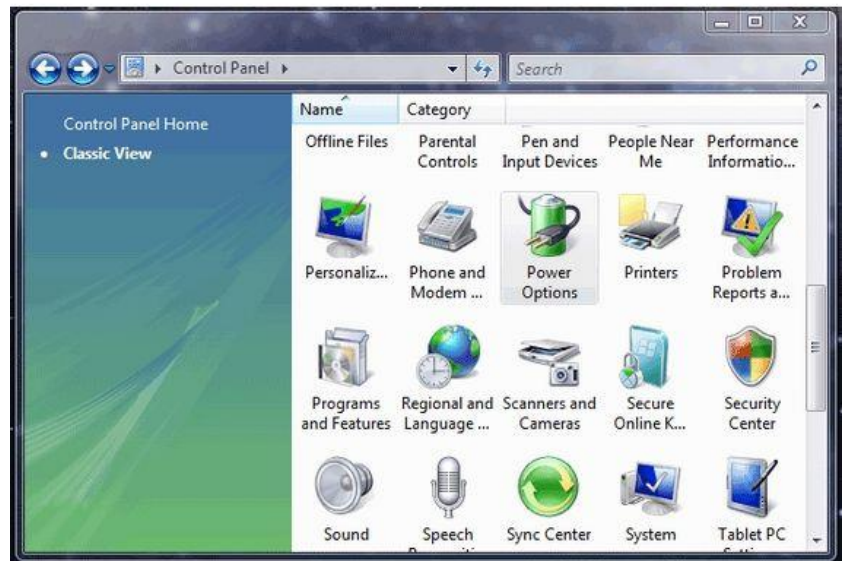 Control Panel
Search
Control Panel Home
Classic View
Name Category
Offline Files Parental Pen and People Near Performance
Controls Input Devices Me Informatio...
Personaliz... Phone and Power Printers Problem
Modem ... Options Reports a...
Programs Regional and Scanners and Secure Security
and Features Language ... Cameras Online K... Center
Sound Speech Sync Center System Tablet PC